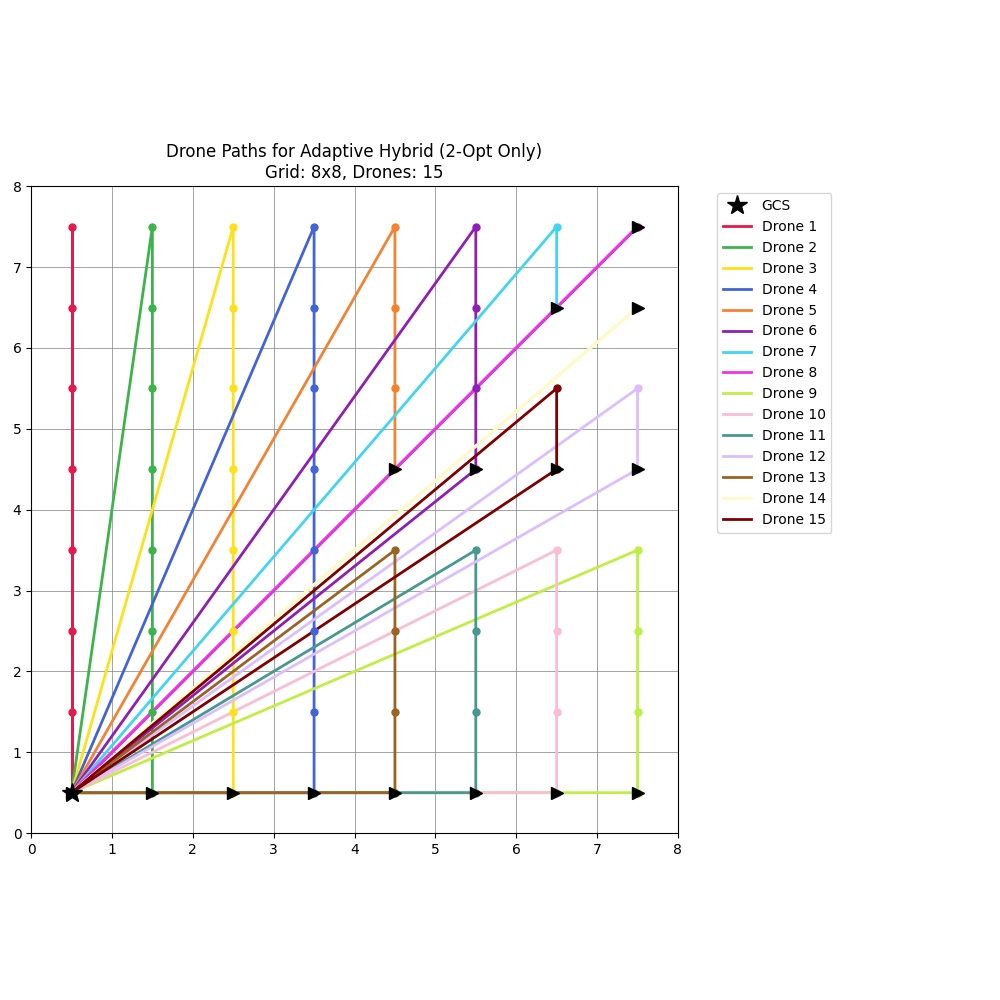 Drone Paths for Adaptive Hybrid (2-Opt Only)
Grid: 8x8, Drones: 15
8
7
6
5
4
3
2
1
0
0 1 2 3 4 5 6 7 8
GCS
Drone 1
Drone 2
Drone 3
Drone 4
Drone 5
Drone 6
Drone 7
Drone 8
Drone 9
Drone 10
Drone 11
Drone 12
Drone 13
Drone 14
Drone 15